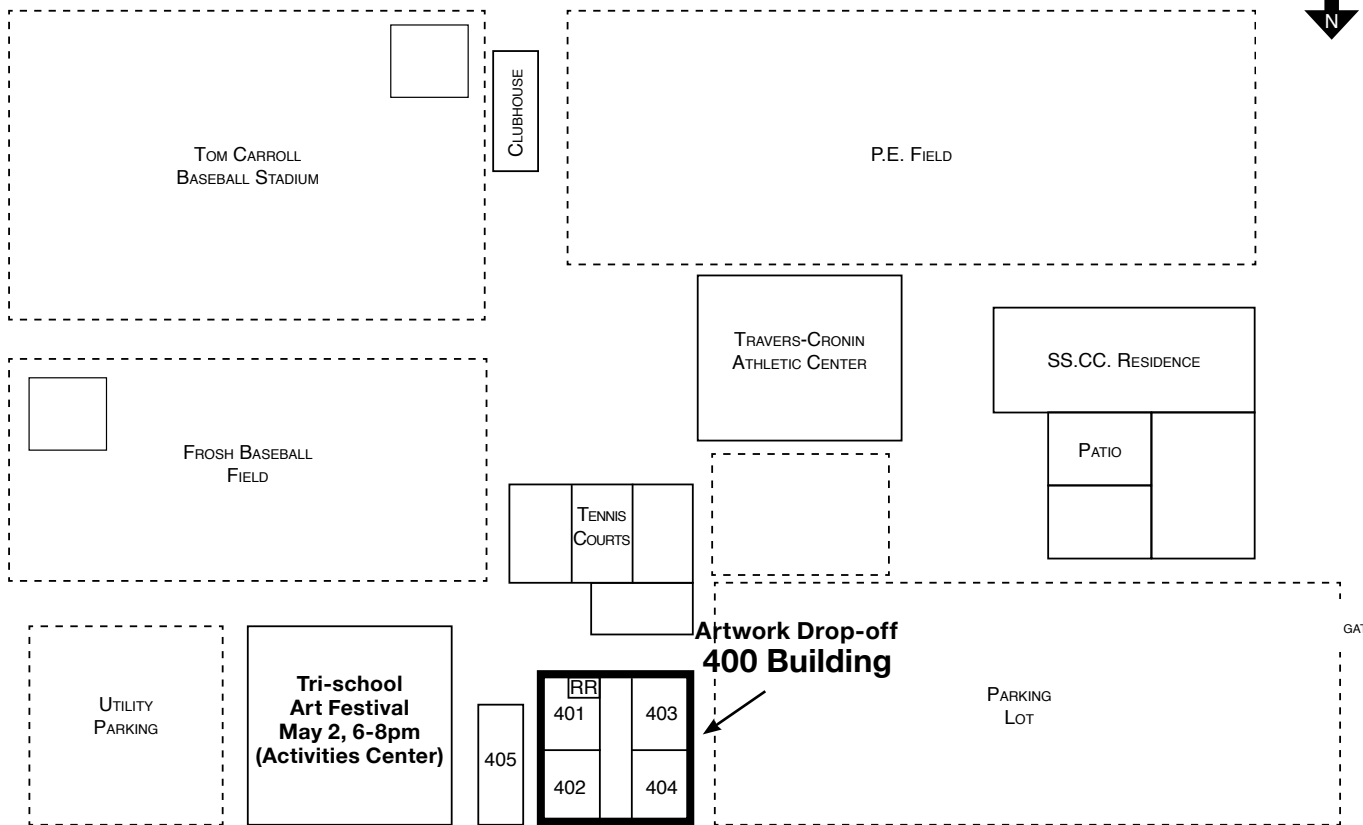 N
Tom Carroll
Baseball Stadium
Clubhouse
P.E. Field
Travers-Cronin
Athletic Center
SS.CC. Residence
Patio
Frosh Baseball
Field
Tennis
Courts
Artwork Drop-off
400 Building
GAT
Utility
Parking
Tri-school
Art Festival
May 2, 6-8pm
(Activities Center)
405
RR
401
403
402
404
Parking
Lot